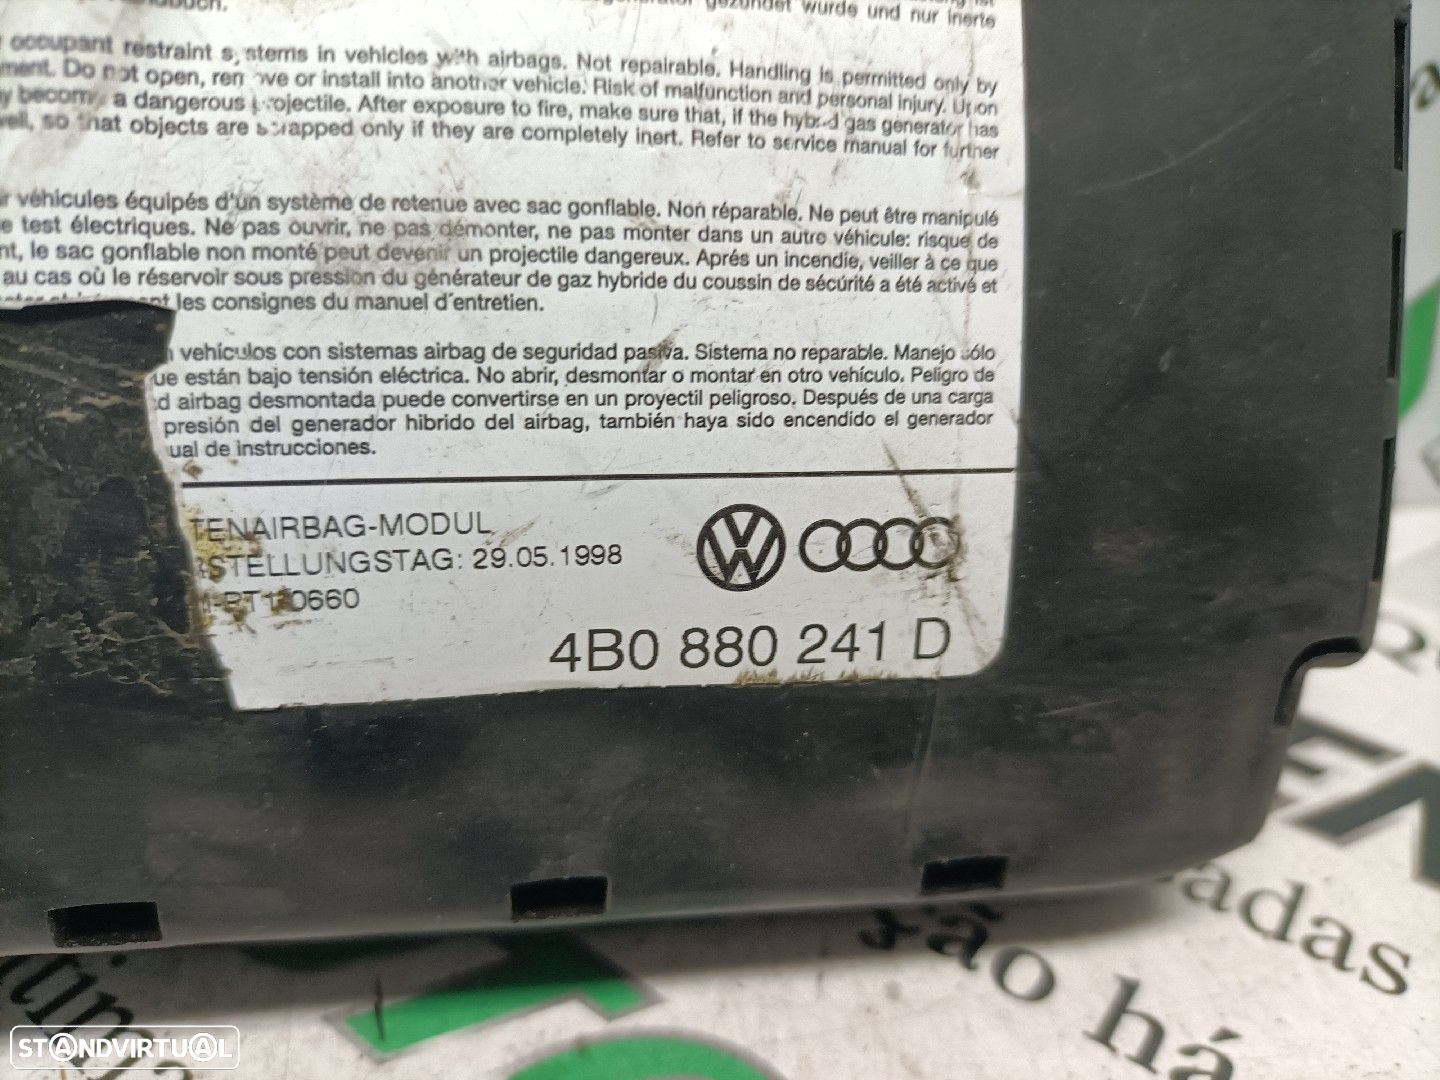 gezündet wurde und nur inerte
occupant restraint systems in vehicles with airbags. Not repairable. Handling is permitted only by
Do not open, remove or install into another vehicle: Risk of malfunction and personal injury. Upon
become a dangerous projectile. After exposure to fire, make sure that, if the hybrid gas generator has
so that objects are scrapped only if they are completely inert. Refer to service manual for further
véhicules équipés d'un système de retenue avec sac gonflable. Non réparable. Ne peut être manipulé
e test électriques. Ne pas ouvrir, ne pas démonter, ne pas monter dans un autre véhicule: risque de
nt, le sac gonflable non monté peut devenir un projectile dangereux. Aprés un incendie, veiller à ce que
au cas où le réservoir sous pression du générateur de gaz hybride du coussin de sécurité a été activé et
les consignes du manuel d'entretien.
vehículos con sistemas airbag de seguridad pasiva. Sistema no reparable. Manejo sólo
ue están bajo tensión eléctrica. No abrir, desmontar o montar en otro vehículo. Peligro de
d airbag desmontada puede convertirse en un proyectil peligroso. Después de una carga
presión del generador hibrido del airbag, también haya sido encendido el generador
ual de instrucciones.
TENAIRBAG-MODUL
STELLUNGSTAG: 29.05.1998
4B0 880 241 D
adas
ão há
STANDVIRTUAL